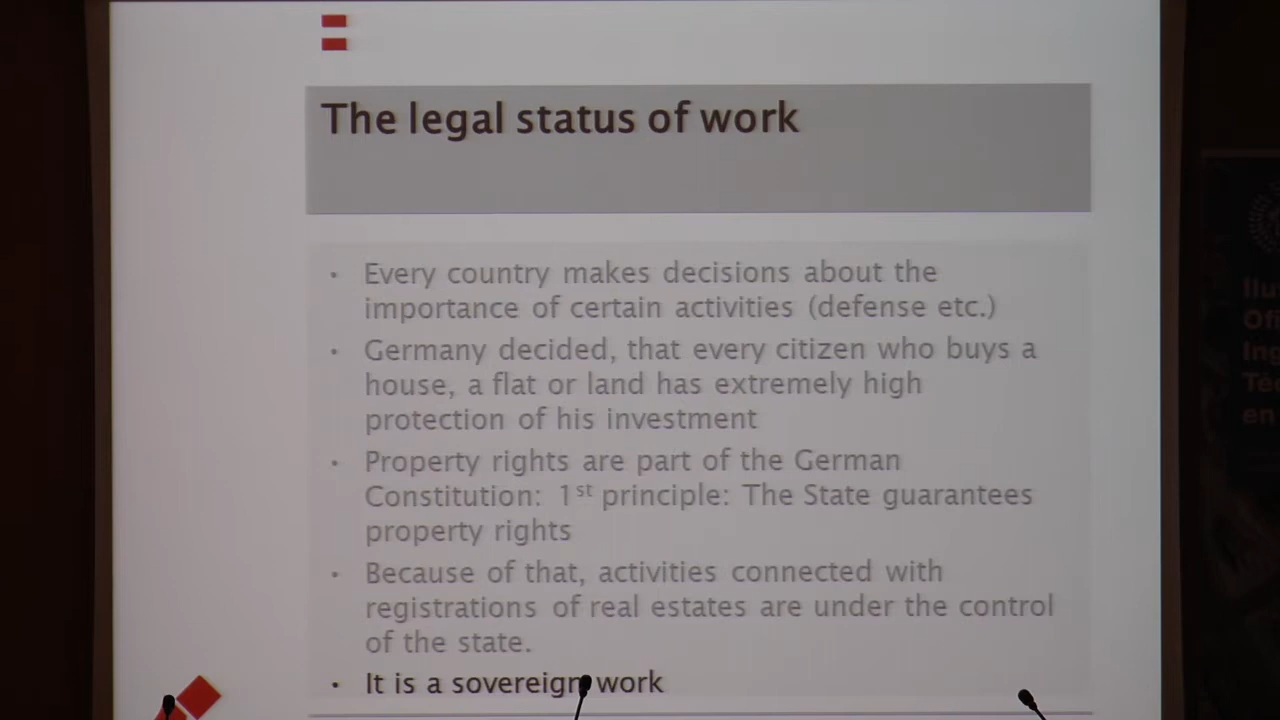 The legal status of work
• Every country makes decisions about the
importance of certain activities (defense etc.)
• Germany decided, that every citizen who buys a
house, a flat or land has extremely high
protection of his investment
• Property rights are part of the German
Constitution: 1st principle: The State guarantees
property rights
• Because of that, activities connected with
registrations of real estates are under the control
of the state.
• It is a sovereign work